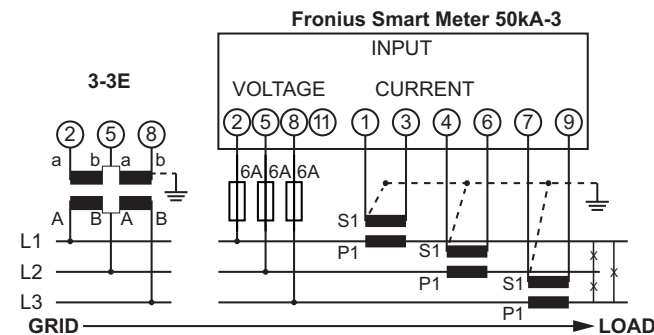 Fronius Smart Meter 50kA-3
INPUT
3-3E
VOLTAGE CURRENT
2 5 8
2 5 8 11 1 3 4 6 7 9
a b a b
6A 6A 6A
A B A B
S1
L1
P1 S1
L2
P1 S1
L3
P1
x
x x
GRID LOAD